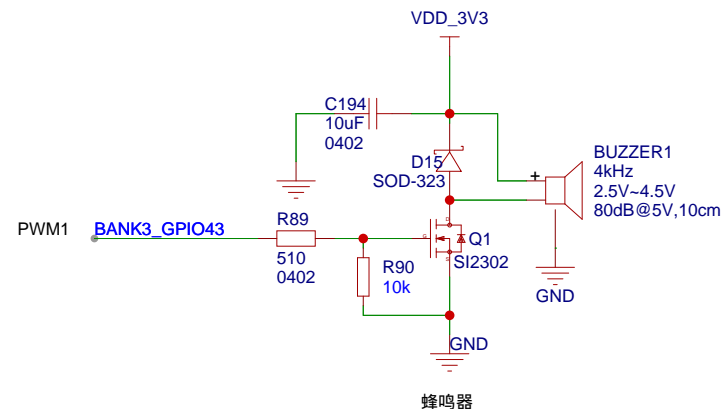 VDD_3V3
C194
10uF
0402
D15
SOD-323
BUZZER1
4kHz
2.5V~4.5V
80dB@5V,10cm
+
PWM1
BANK3_GPIO43
R89
510
0402
D
G
S
Q1
SI2302
R90
10k
GND
GND
蜂鸣器